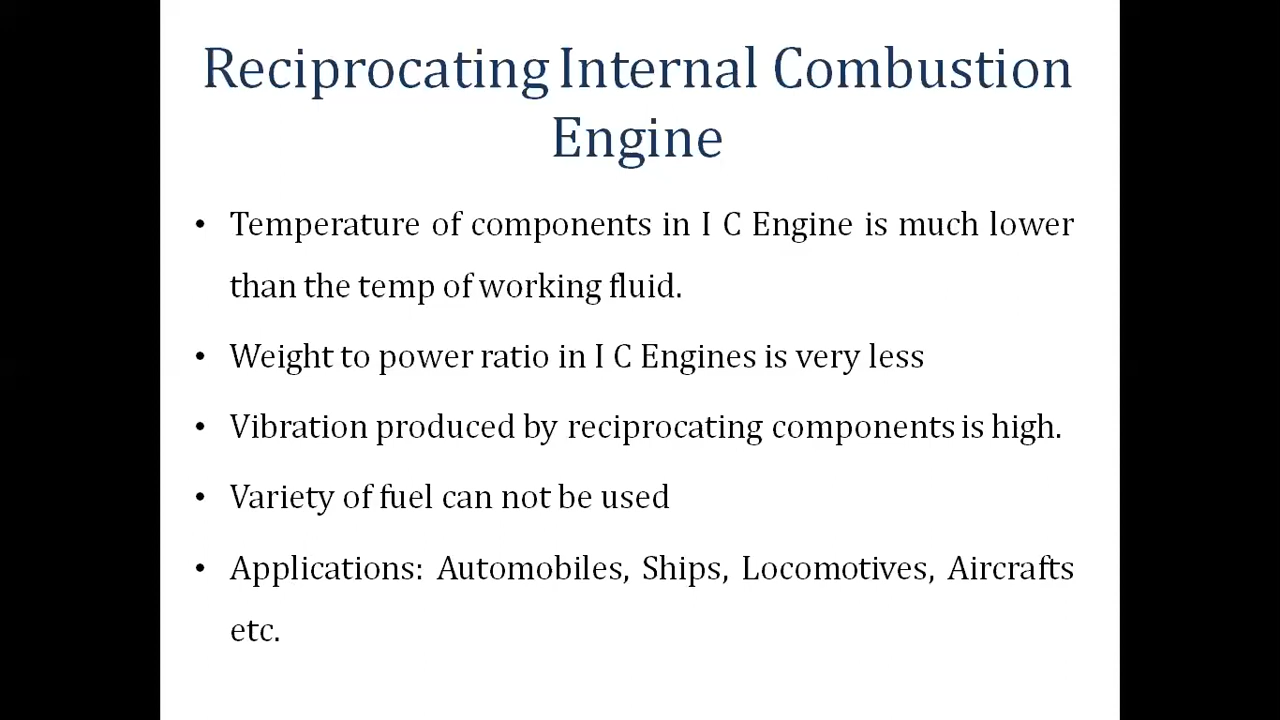 Reciprocating Internal Combustion
Engine
• Temperature of components in I C Engine is much lower
than the temp of working fluid.
• Weight to power ratio in I C Engines is very less
• Vibration produced by reciprocating components is high.
• Variety of fuel can not be used
• Applications: Automobiles, Ships, Locomotives, Aircrafts
etc.